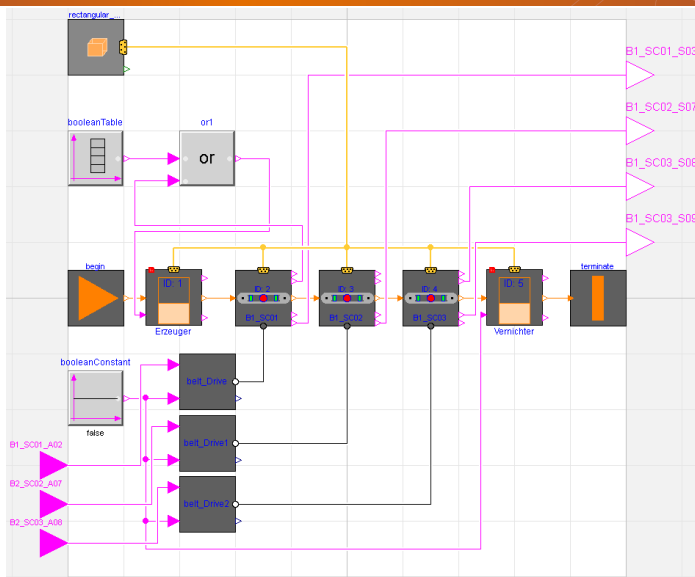 rectangular_...
B1_SC01_S03
booleanTable
or1
B1_SC02_S07
or
B1_SC03_S08
B1_SC03_S08
begin
terminate
ID: 1
ID: 2
ID: 3
ID: 4
ID: 5
B1_SC01
B1_SC02
B1_SC03
Erzeuger
Vernichter
booleanConstant
belt_Drive
false
B1_SC01_A02
belt_Drive1
B2_SC02_A07
belt_Drive2
B2_SC03_A08